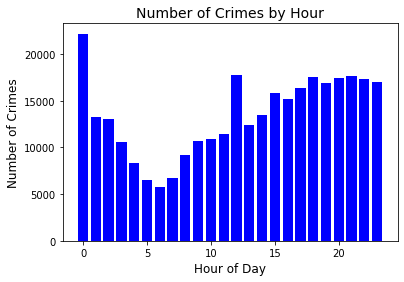 Number of Crimes by Hour
Number of Crimes
20000
15000
10000
5000
0
0 5 10 15 20
Hour of Day